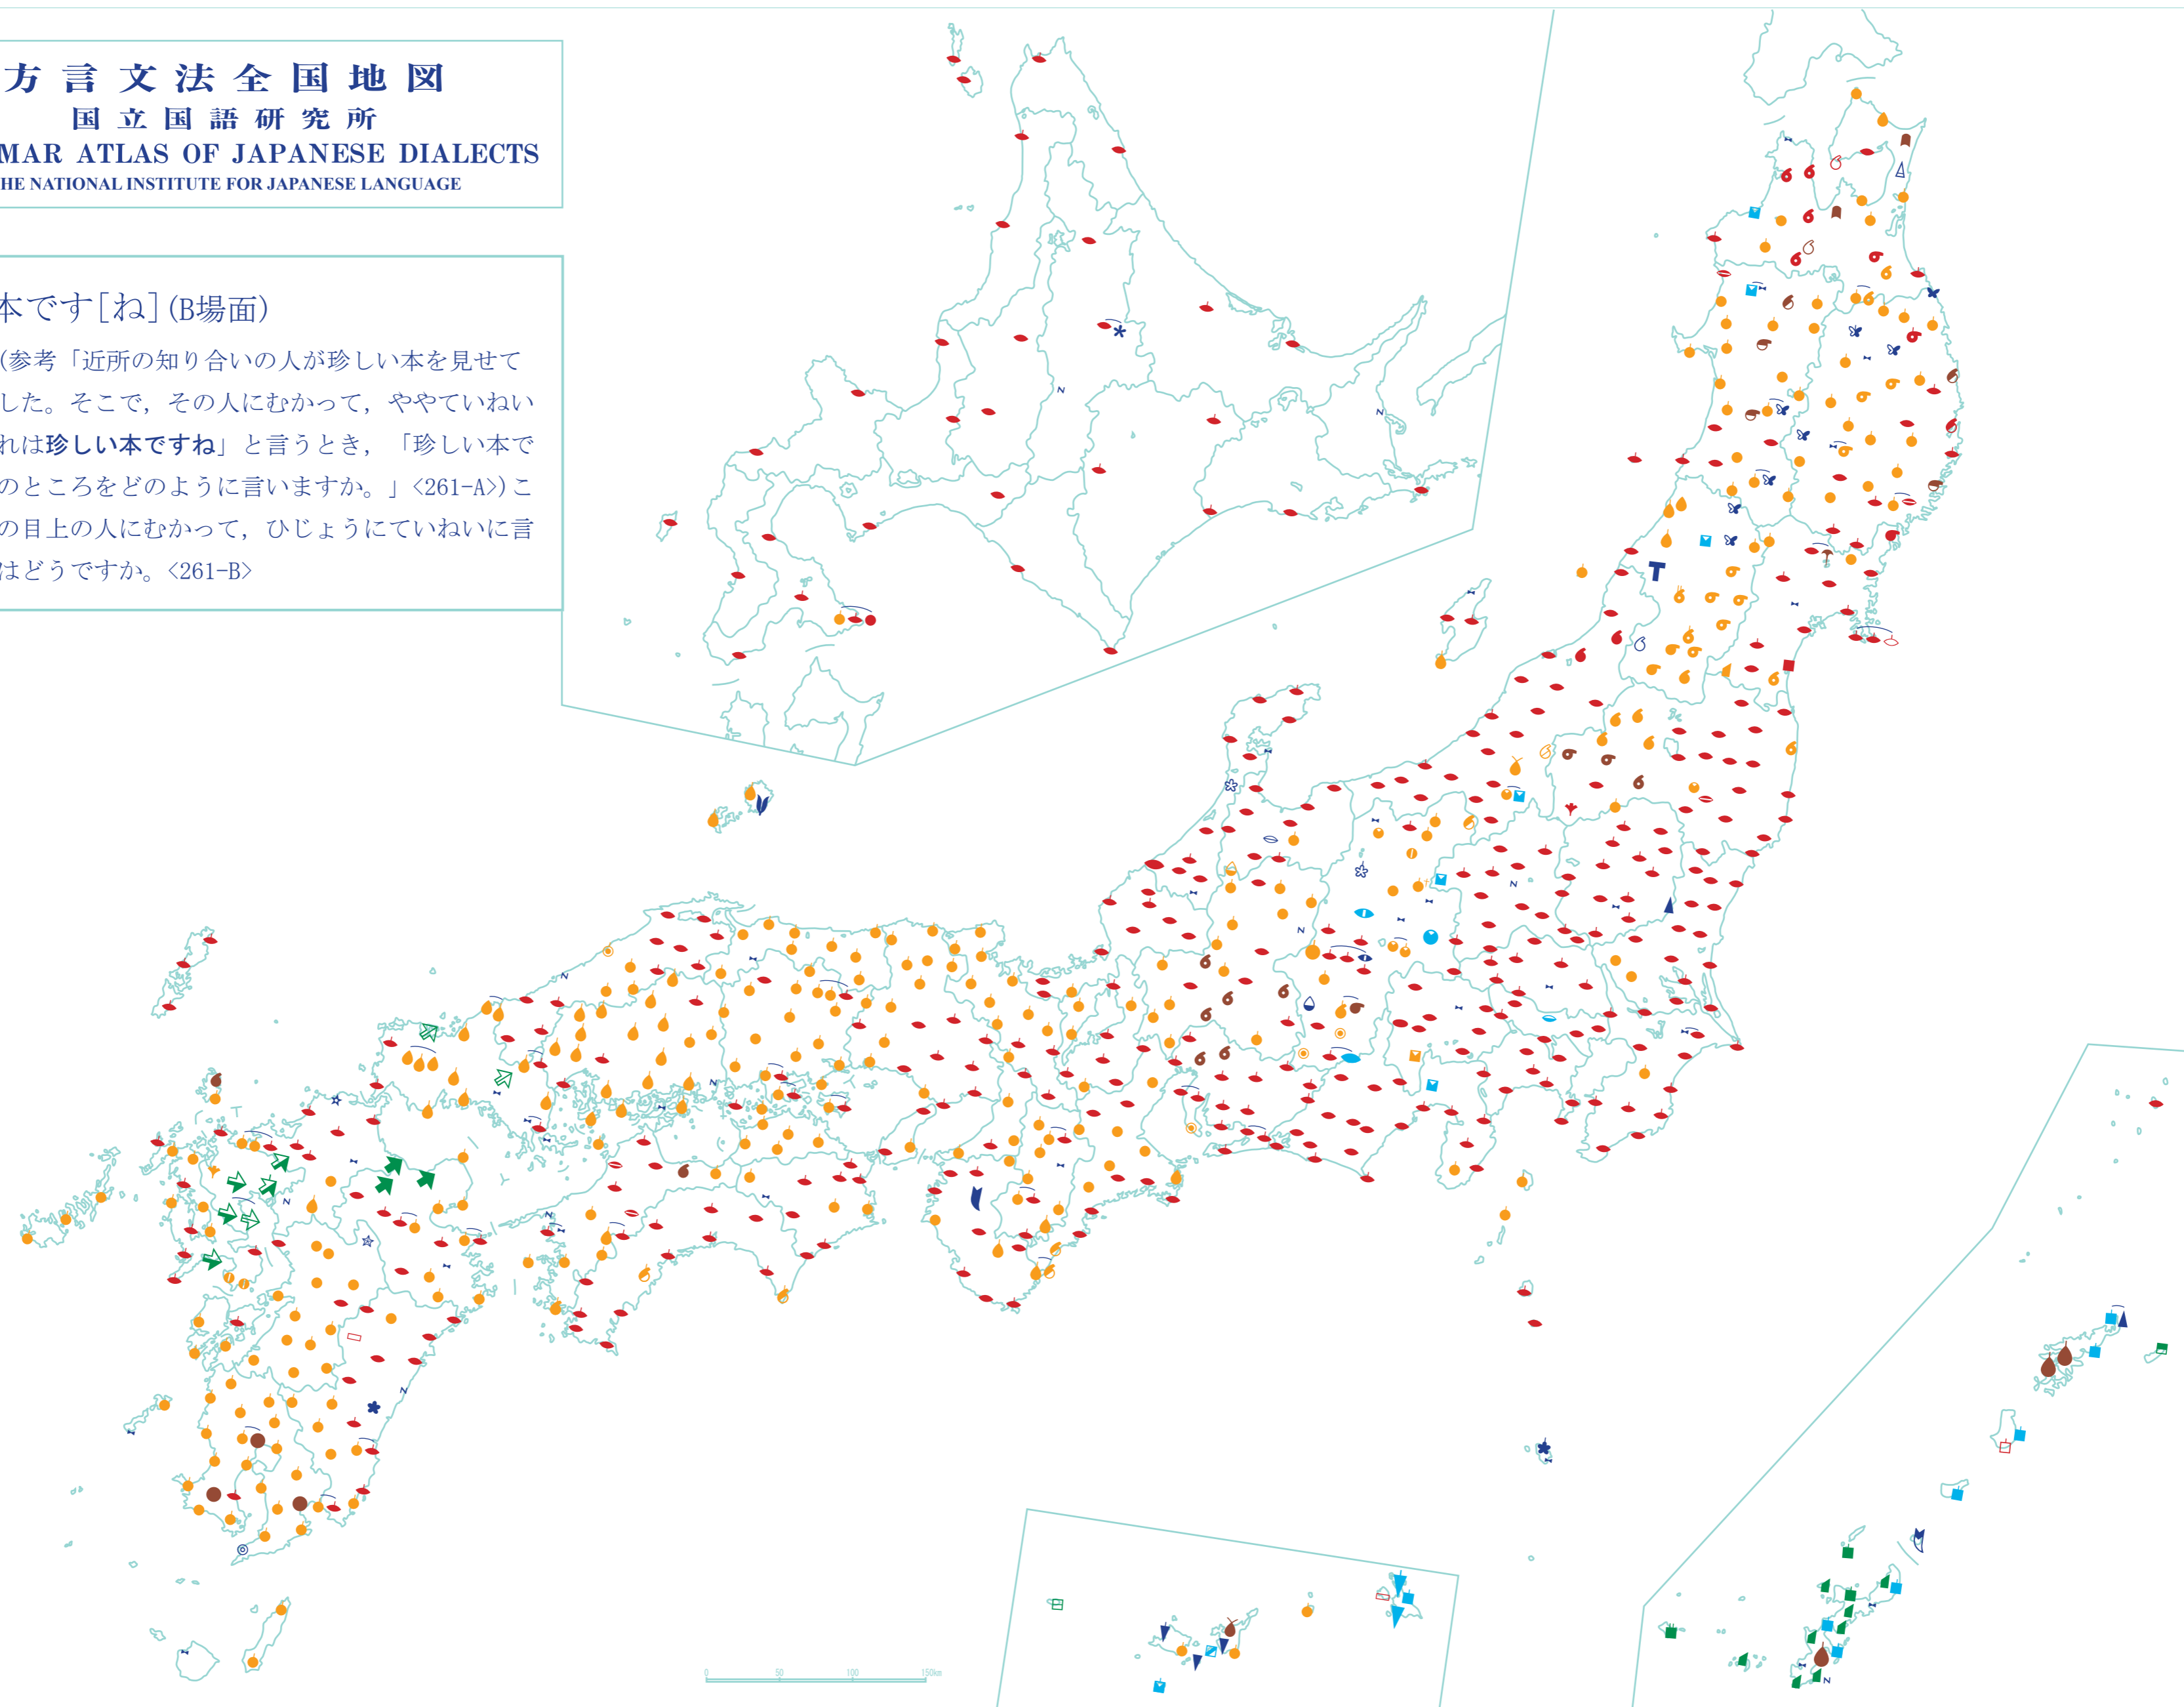 方言文法全国地図
国立国語研究所
MAR ATLAS OF JAPANESE DIALECTS
HE NATIONAL INSTITUTE FOR JAPANESE LANGUAGE
本です[ね](B場面)
(参考「近所の知り合いの人が珍しい本を見せて
した。そこで，その人にむかって，ややていねい
れは珍しい本ですね」と言うとき，「珍しい本で
のところをどのように言いますか。」<261-A>)こ
の目上の人にむかって，ひじょうにていねいに言
はどうですか。<261-B>
0 50 100 150km